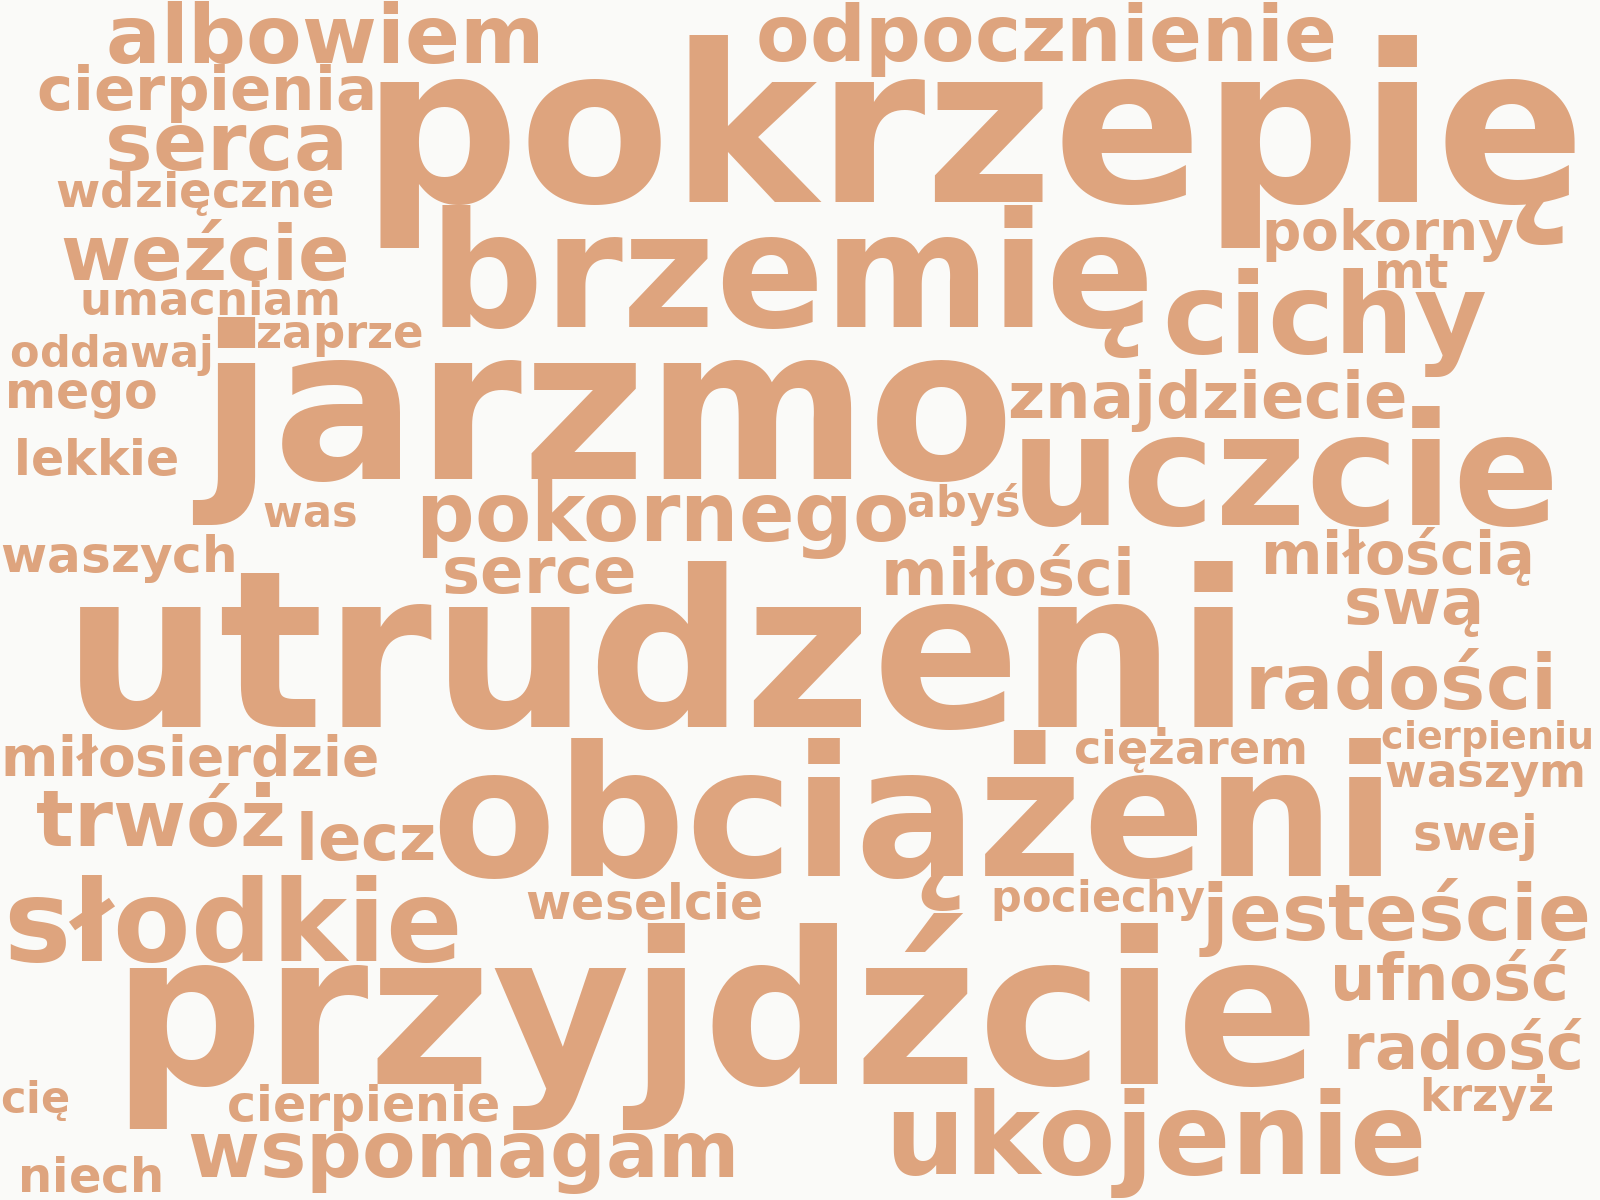 albowiem odpocznienie
cierpienia pokrzepię
serca
wdzięczne
weźcie brzemię pokorny
mt
umacniam cichy
zaprze
oddawaj jarzmo
mego znajdziecie
lekkie uczcie
was pokornego abyś
waszych serce miłości miłością
swą
utrudzeni radości
miłosierdzie ciężarem cierpieniu
waszym
trwóż lecz obciążeni swej
słodkie weselcie pociechy jesteście
przyjdźcie ufność
radość
cię cierpienie krzyż
wspomagam ukojenie
niech